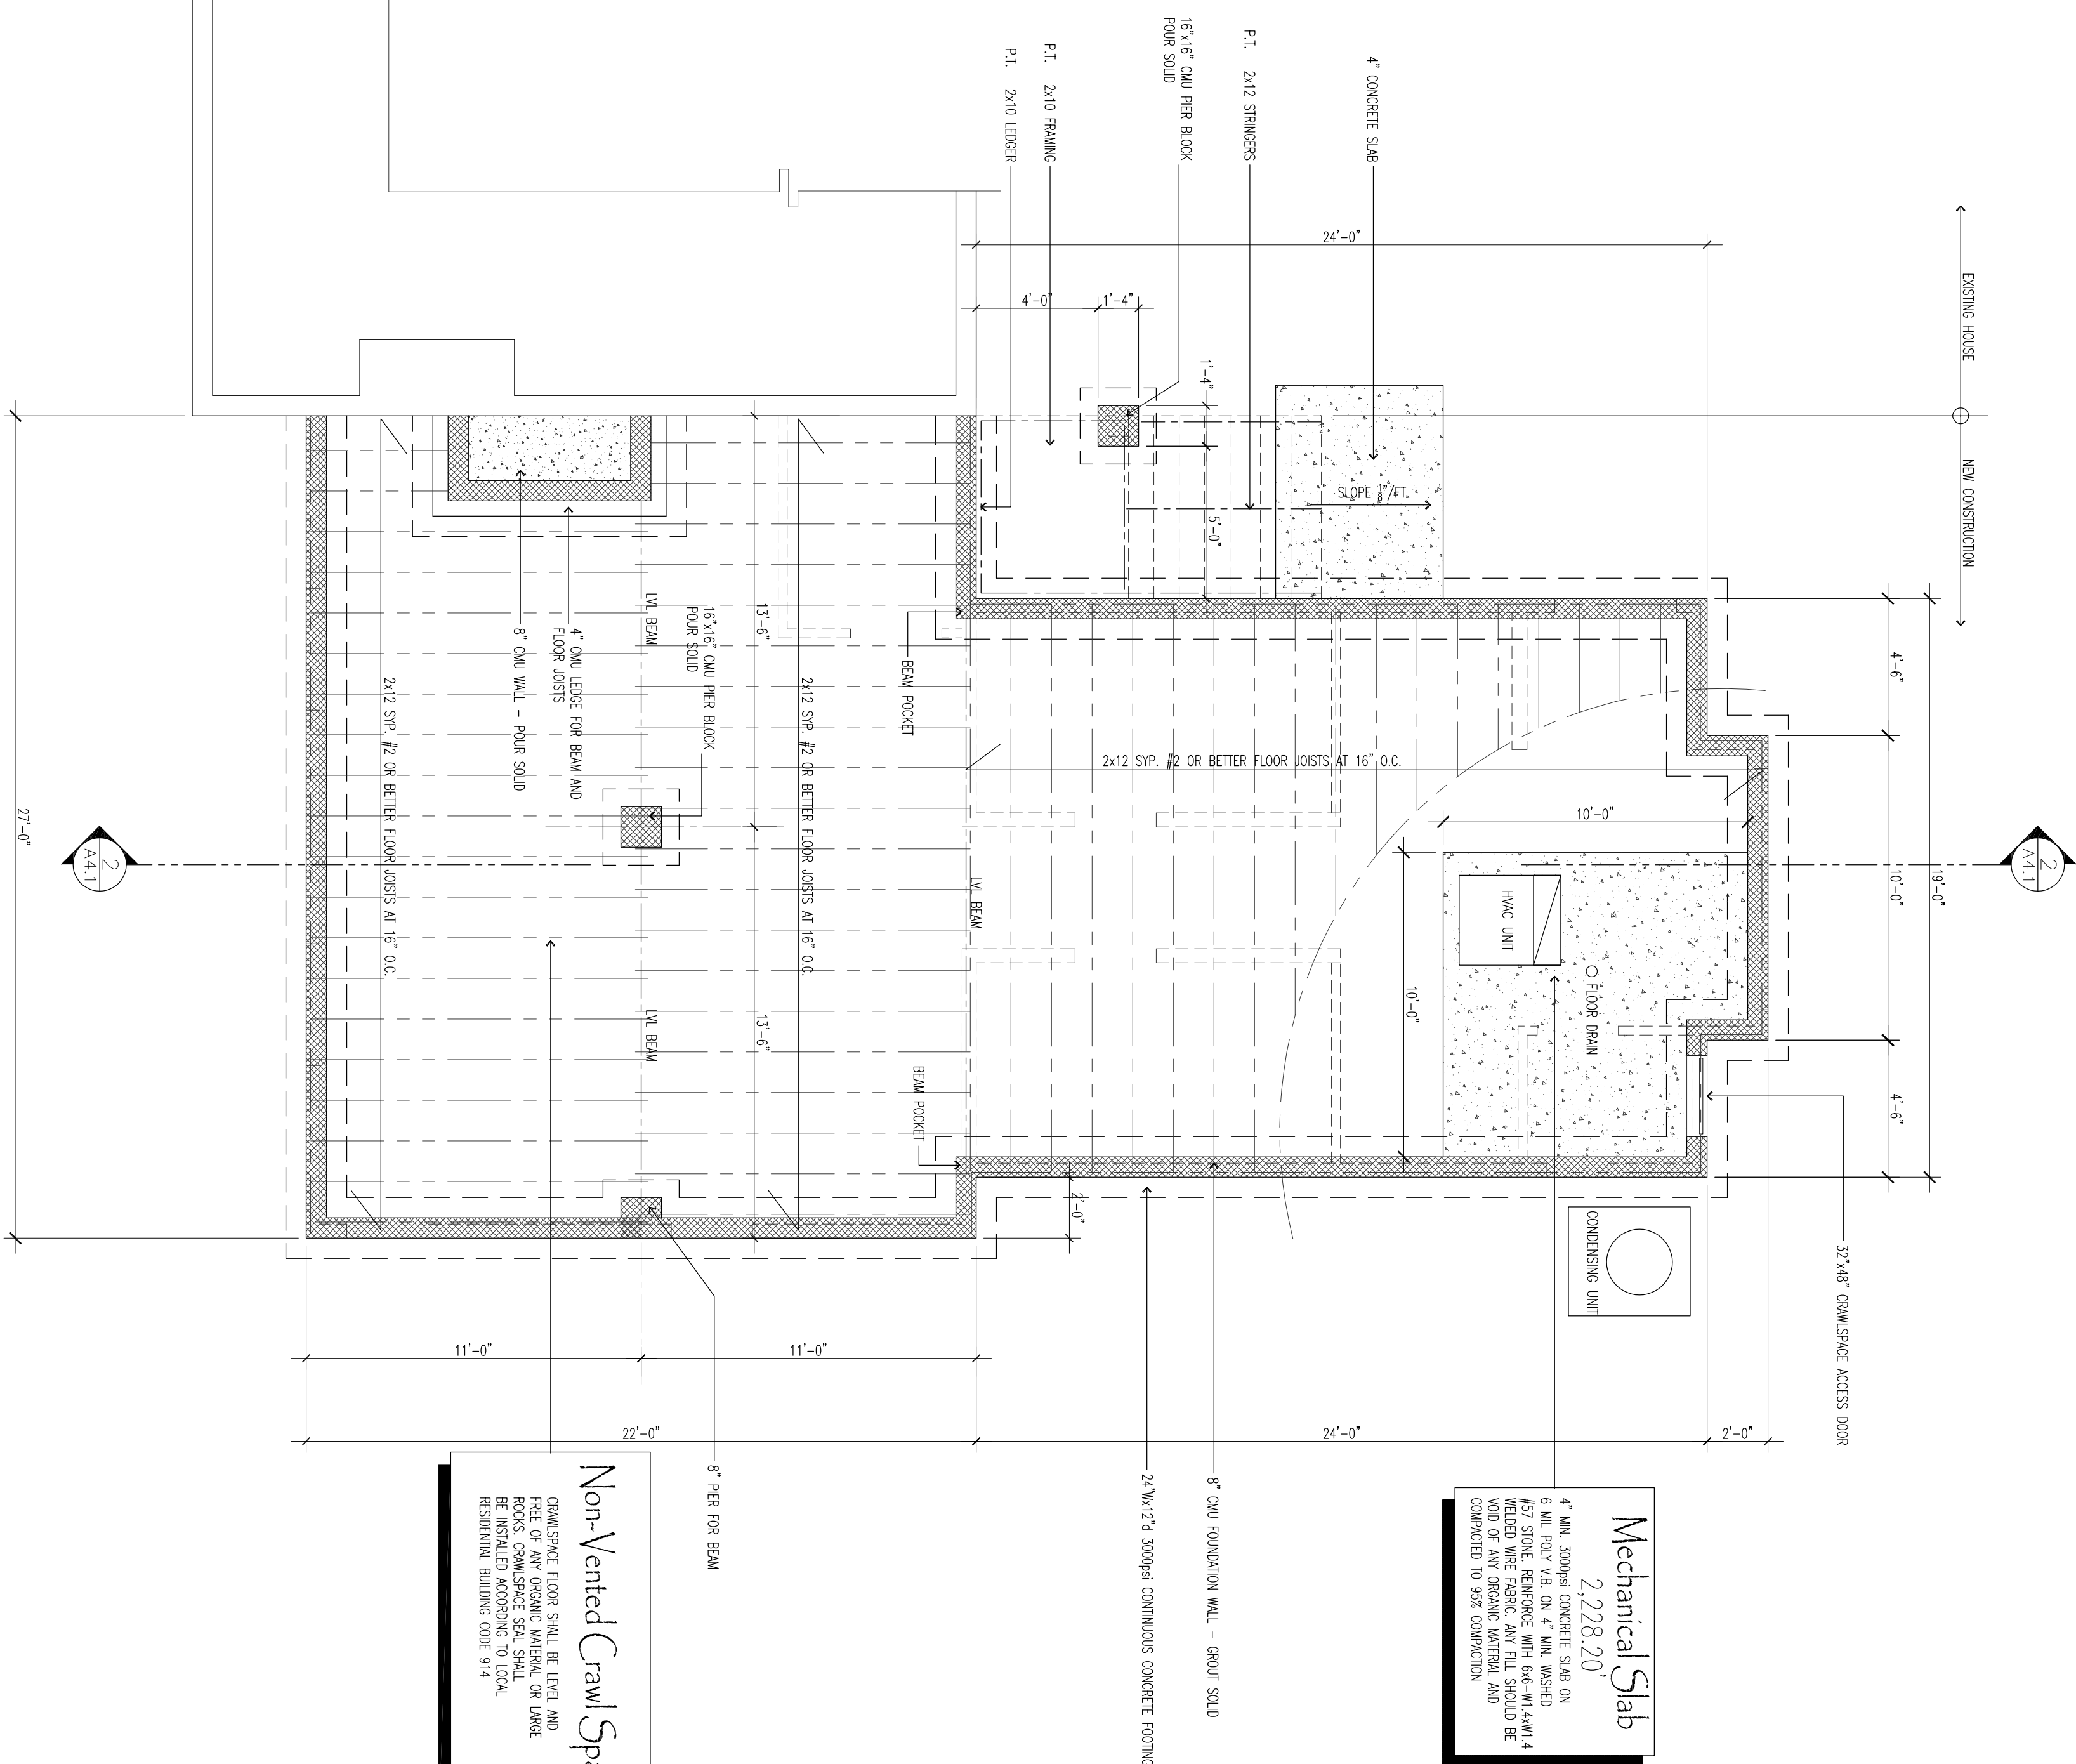 EXISTING HOUSE
NEW CONSTRUCTION
4" CONCRETE SLAB
P.T. 2x12 STRINGERS
16"x16" CMU PIER BLOCK
POUR SOLID
P.T. 2x10 FRAMING
P.T. 2x10 LEDGER
24'-0"
4'-0"
1'-4"
1'-4"
5'-0"
SLOPE 1/8"/FT.
4'-6"
10'-0"
4'-6"
19'-0"
2
A4.1
32"x48" CRAWLSPACE ACCESS DOOR
10'-0"
10'-0"
HVAC UNIT
FLOOR DRAIN
CONDENSING UNIT
2x12 SYP. #2 OR BETTER FLOOR JOISTS AT 16" O.C.
BEAM POCKET
LVL BEAM
BEAM POCKET
2'-0"
2x12 SYP. #2 OR BETTER FLOOR JOISTS AT 16" O.C.
13'-6"
13'-6"
16"x16" CMU PIER BLOCK
POUR SOLID
LVL BEAM
LVL BEAM
4" CMU LEDGE FOR BEAM AND
FLOOR JOISTS
8" CMU WALL - POUR SOLID
2x12 SYP. #2 OR BETTER FLOOR JOISTS AT 16" O.C.
2
A4.1
27'-0"
11'-0"
11'-0"
22'-0"
24'-0"
2'-0"
Mechanical Slab
2,228.20'
4" MIN. 3000psi CONCRETE SLAB ON
6 MIL POLY V.B. ON 4" MIN. WASHED
#57 STONE. REINFORCE WITH 6x6-W1.4xW1.4
WELDED WIRE FABRIC. ANY FILL SHOULD BE
VOID OF ANY ORGANIC MATERIAL AND
COMPACTED TO 95% COMPACTION
8" CMU FOUNDATION WALL - GROUT SOLID
24"Wx12"d 3000psi CONTINUOUS CONCRETE FOOTING
8" PIER FOR BEAM
Non-Vented Crawl Spa
CRAWLSPACE FLOOR SHALL BE LEVEL AND
FREE OF ANY ORGANIC MATERIAL OR LARGE
ROCKS. CRAWLSPACE SEAL SHALL
BE INSTALLED ACCORDING TO LOCAL
RESIDENTIAL BUILDING CODE 914